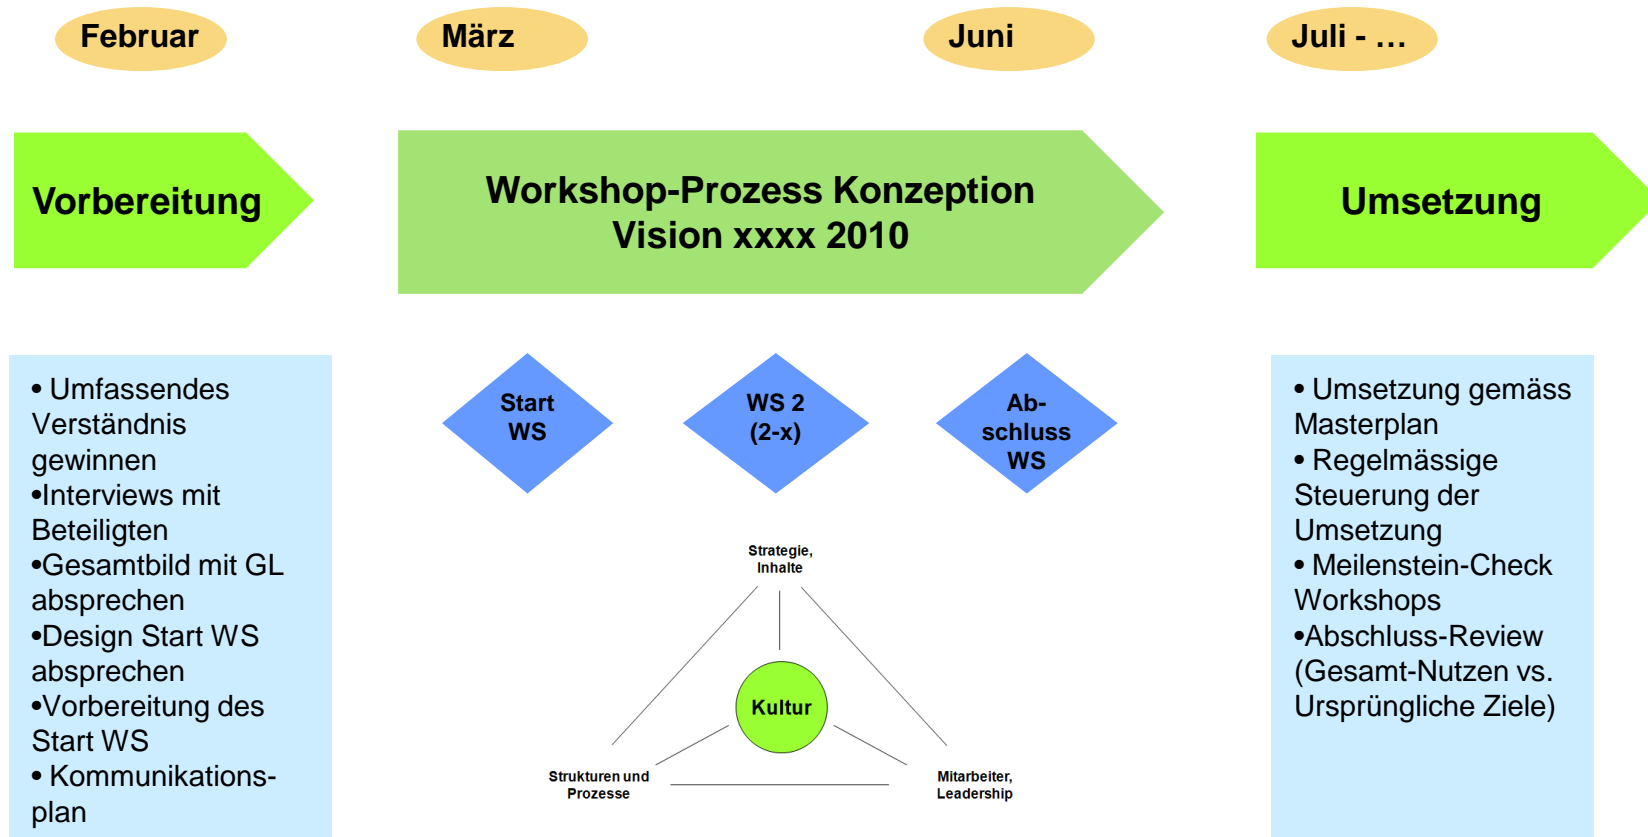 Februar
März
Juni
Juli - …
Vorbereitung
Workshop-Prozess Konzeption
Vision xxxx 2010
Umsetzung
• Umfassendes
Verständnis
gewinnen
•Interviews mit
Beteiligten
•Gesamtbild mit GL
absprechen
•Design Start WS
absprechen
•Vorbereitung des
Start WS
• Kommunikations-
plan
Start
WS
WS 2
(2-x)
Ab-
schluss
WS
Strategie,
Inhalte
Kultur
Strukturen und
Prozesse
Mitarbeiter,
Leadership
• Umsetzung gemäss
Masterplan
• Regelmässige
Steuerung der
Umsetzung
• Meilenstein-Check
Workshops
•Abschluss-Review
(Gesamt-Nutzen vs.
Ursprüngliche Ziele)